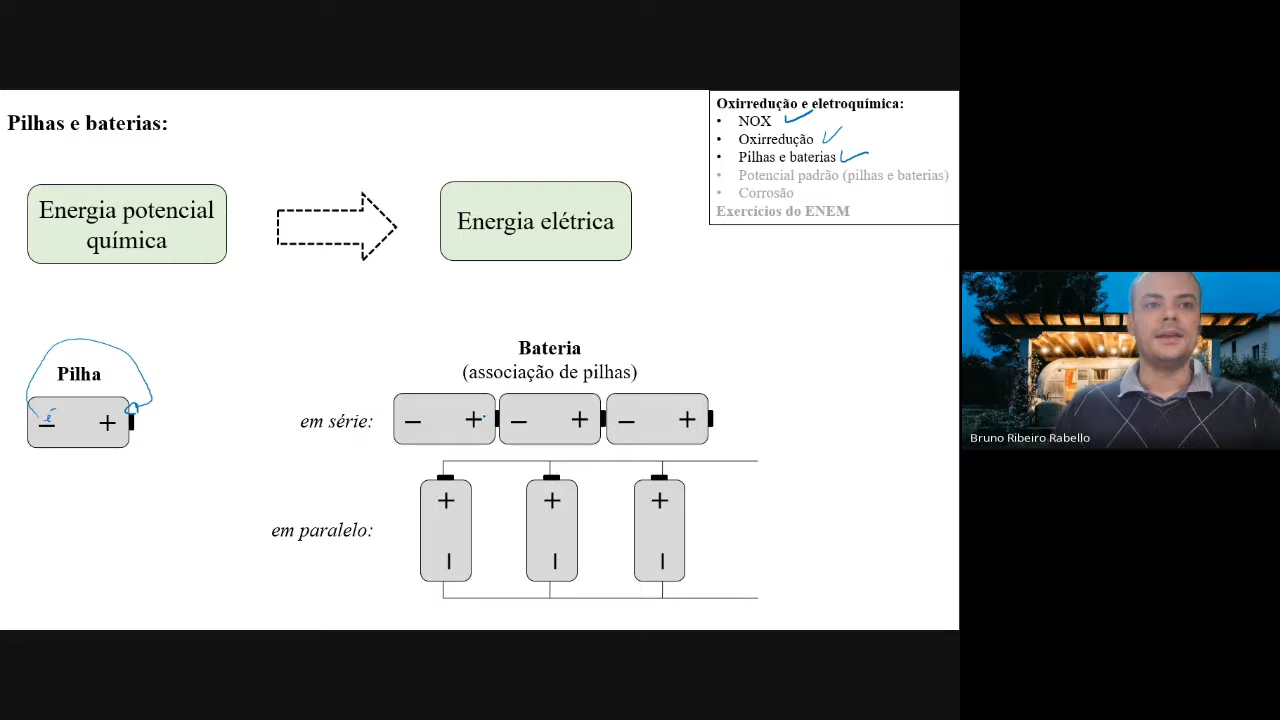 Pilhas e baterias:
Oxirredução e eletroquímica:
• NOX
• Oxirredução
• Pilhas e baterias
• Potencial padrão (pilhas e baterias)
• Corrosão
Exercícios do ENEM
Energia potencial
química
Energia elétrica
Pilha
é
− +
Bateria
(associação de pilhas)
em série:
− + − + − +
em paralelo:
+ + +
− − −
Bruno Ribeiro Rabello